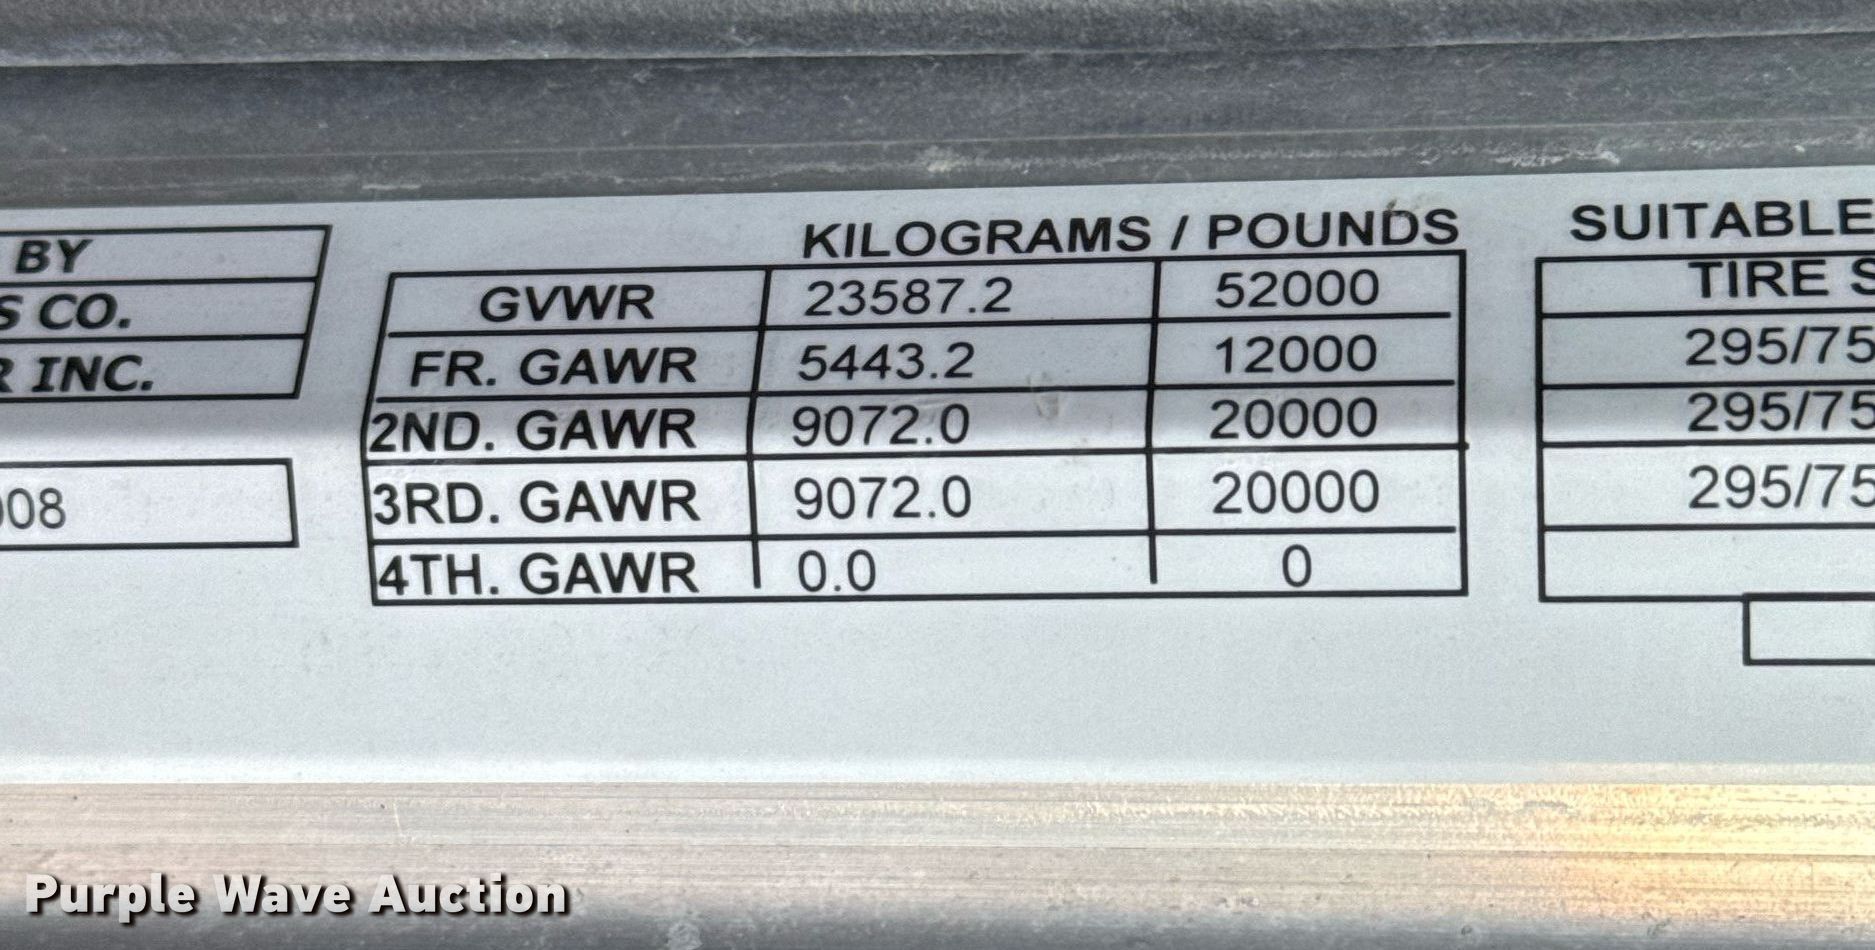 BY
S CO.
R INC.
008
KILOGRAMS / POUNDS
GVWR 23587.2 52000
FR. GAWR 5443.2 12000
2ND. GAWR 9072.0 20000
3RD. GAWR 9072.0 20000
4TH. GAWR 0.0 0
SUITABLE
TIRE S
295/75
295/75
295/75
Purple Wave Auction